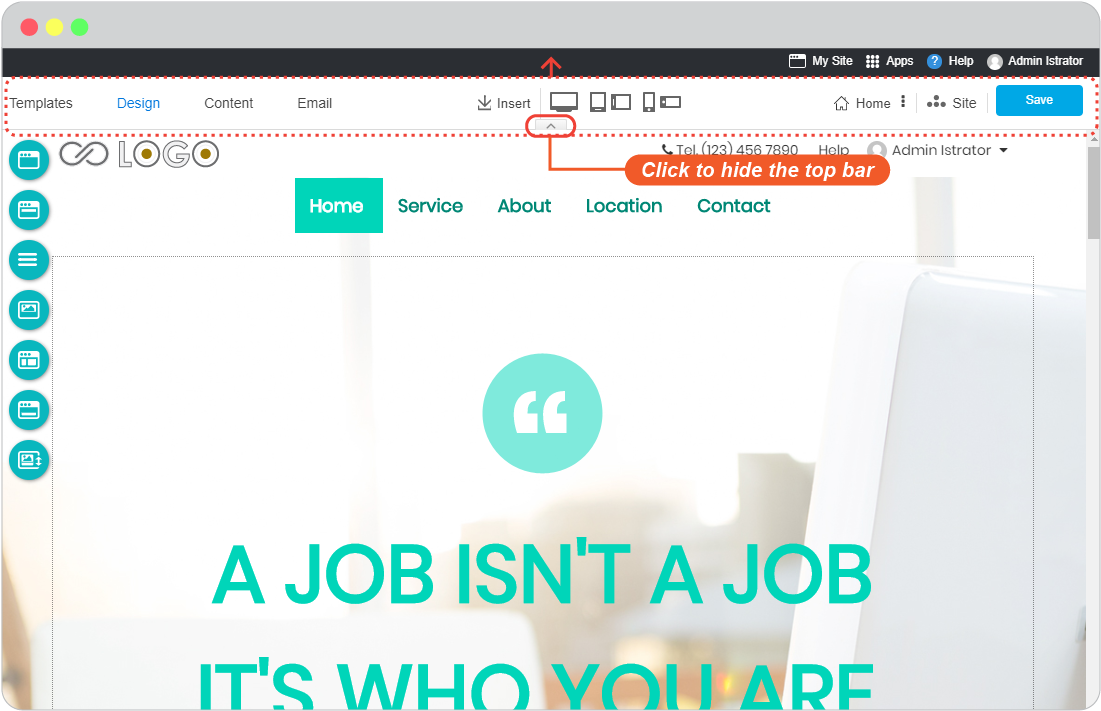 My Site Apps ? Help Admin Istrator
Templates Design Content Email Insert Home Site Save
LOGO Tel. (123) 456 7890 Help Admin Istrator
Click to hide the top bar
Home Service About Location Contact
“
A JOB ISN'T A JOB
IT'S WHO YOU ARE